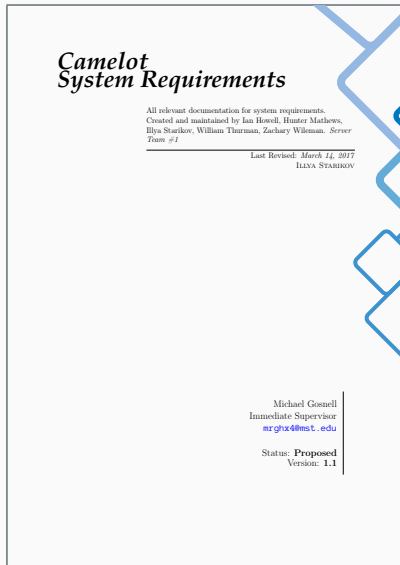 Camelot
System Requirements
All relevant documentation for system requirements.
Created and maintained by Ian Howell, Hunter Mathews,
Illya Starikov, William Thurman, Zachary Wileman. Server
Team #1
Last Revised: March 14, 2017
Illya Starikov
Michael Gosnell
Immediate Supervisor
mrghx4@mst.edu
Status: Proposed
Version: 1.1